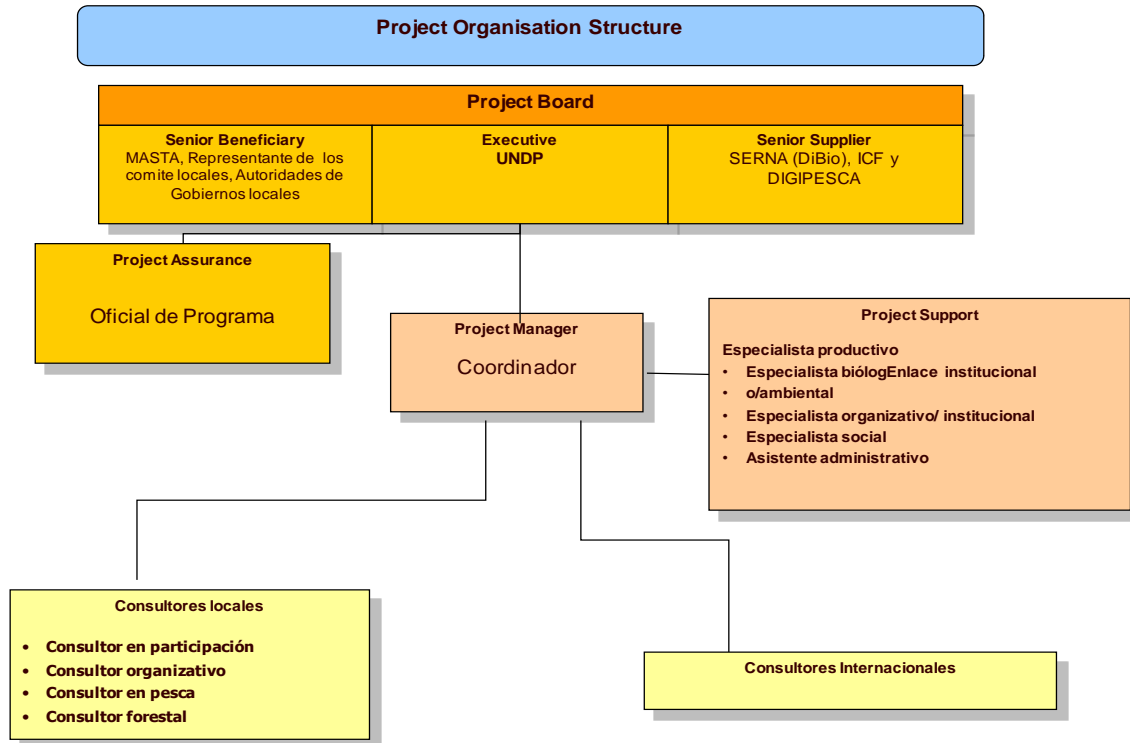 Project Organisation Structure
Project Board
Senior Beneficiary
MASTA, Representante de los
comite locales, Autoridades de
Gobiernos locales
Executive
UNDP
Senior Supplier
SERNA (DiBio), ICF y
DIGIPESCA
Project Assurance
Oficial de Programa
Project Manager
Coordinador
Project Support
Especialista productivo
• Especialista biólogEnlace institucional
• o/ambiental
• Especialista organizativo/ institucional
• Especialista social
• Asistente administrativo
Consultores locales
• Consultor en participación
• Consultor organizativo
• Consultor en pesca
• Consultor forestal
Consultores Internacionales